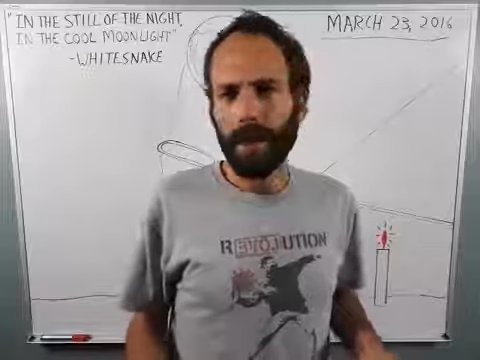 "IN THE STILL OF THE NIGHT,
IN THE COOL MOONLIGHT"
-WHITESNAKE
MARCH 23, 2016
REVOLUTION